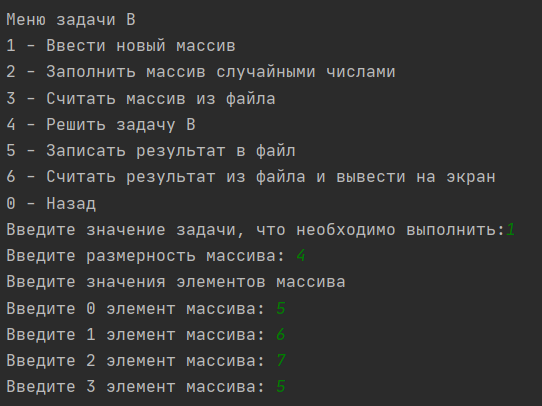 Меню задачи В
1 - Ввести новый массив
2 - Заполнить массив случайными числами
3 - Считать массив из файла
4 - Решить задачу В
5 - Записать результат в файл
6 - Считать результат из файла и вывести на экран
0 - Назад
Введите значение задачи, что необходимо выполнить:1
Введите размерность массива: 4
Введите значения элементов массива
Введите 0 элемент массива: 5
Введите 1 элемент массива: 6
Введите 2 элемент массива: 7
Введите 3 элемент массива: 5